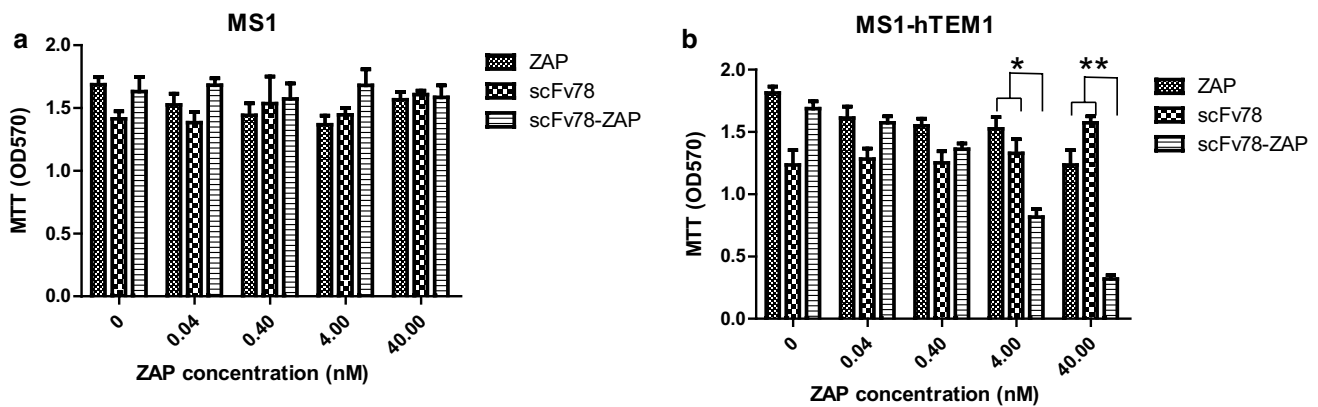 a
MS1
MTT (OD570)
2.0
1.5
1.0
0.5
0.0
0
0.04
0.40
4.00
40.00
ZAP concentration (nM)
ZAP
scFv78
scFv78-ZAP
b
MS1-hTEM1
MTT (OD570)
2.0
1.5
1.0
0.5
0.0
*
**
0
0.04
0.40
4.00
40.00
ZAP concentration (nM)
ZAP
scFv78
scFv78-ZAP